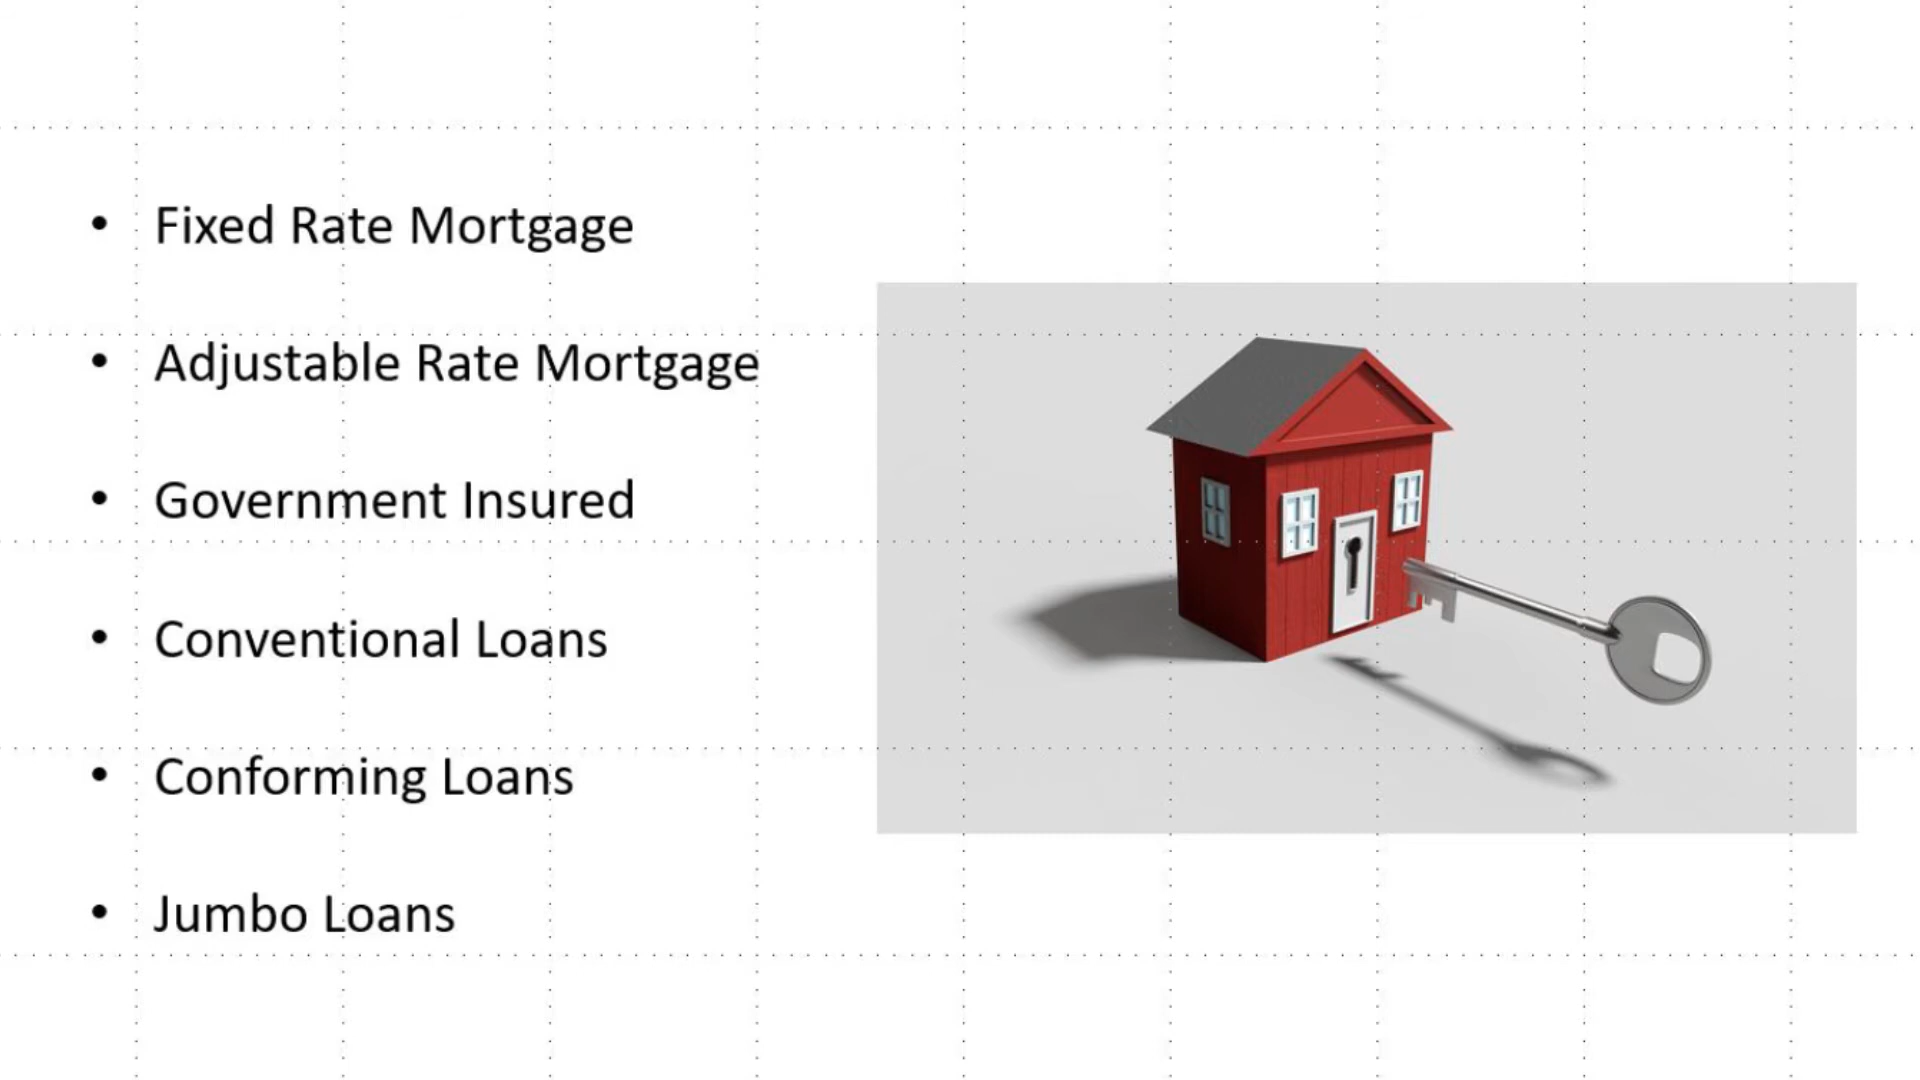 • Fixed Rate Mortgage
• Adjustable Rate Mortgage
• Government Insured
• Conventional Loans
• Conforming Loans
• Jumbo Loans